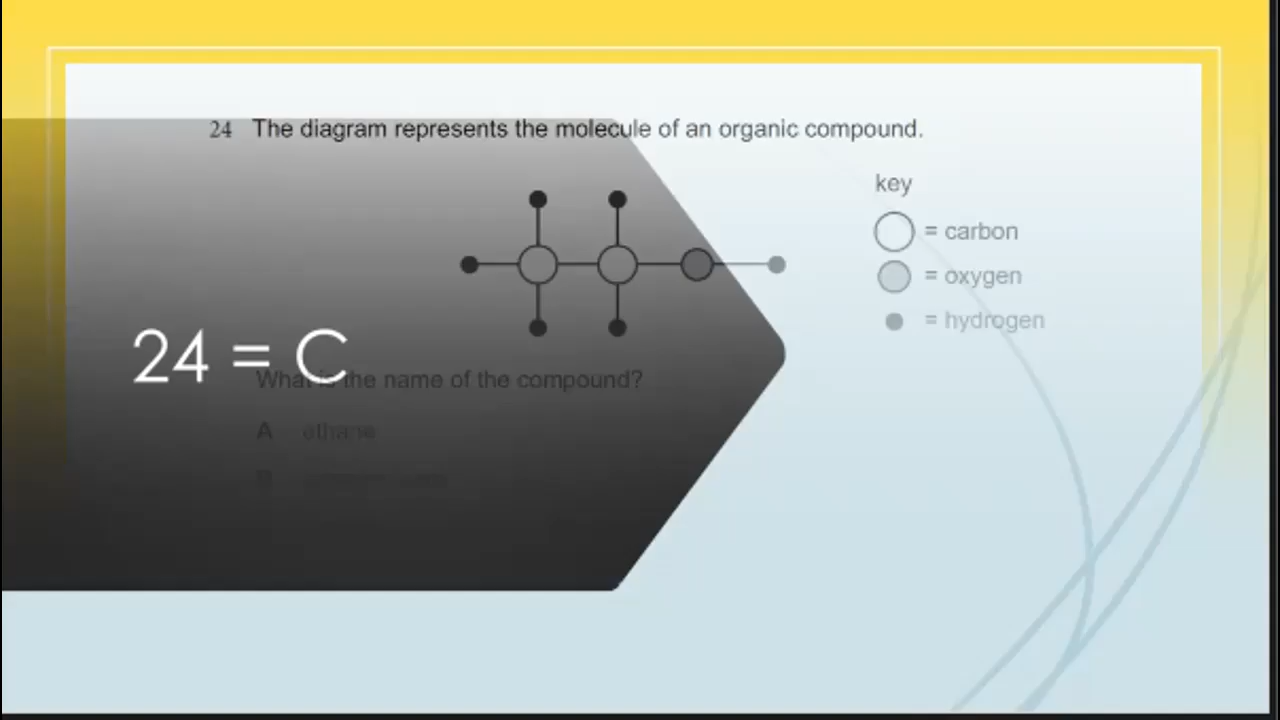 24 The diagram represents the molecule of an organic compound.
key
= carbon
= oxygen
= hydrogen
24 = C
What is the name of the compound?
A ethane
B